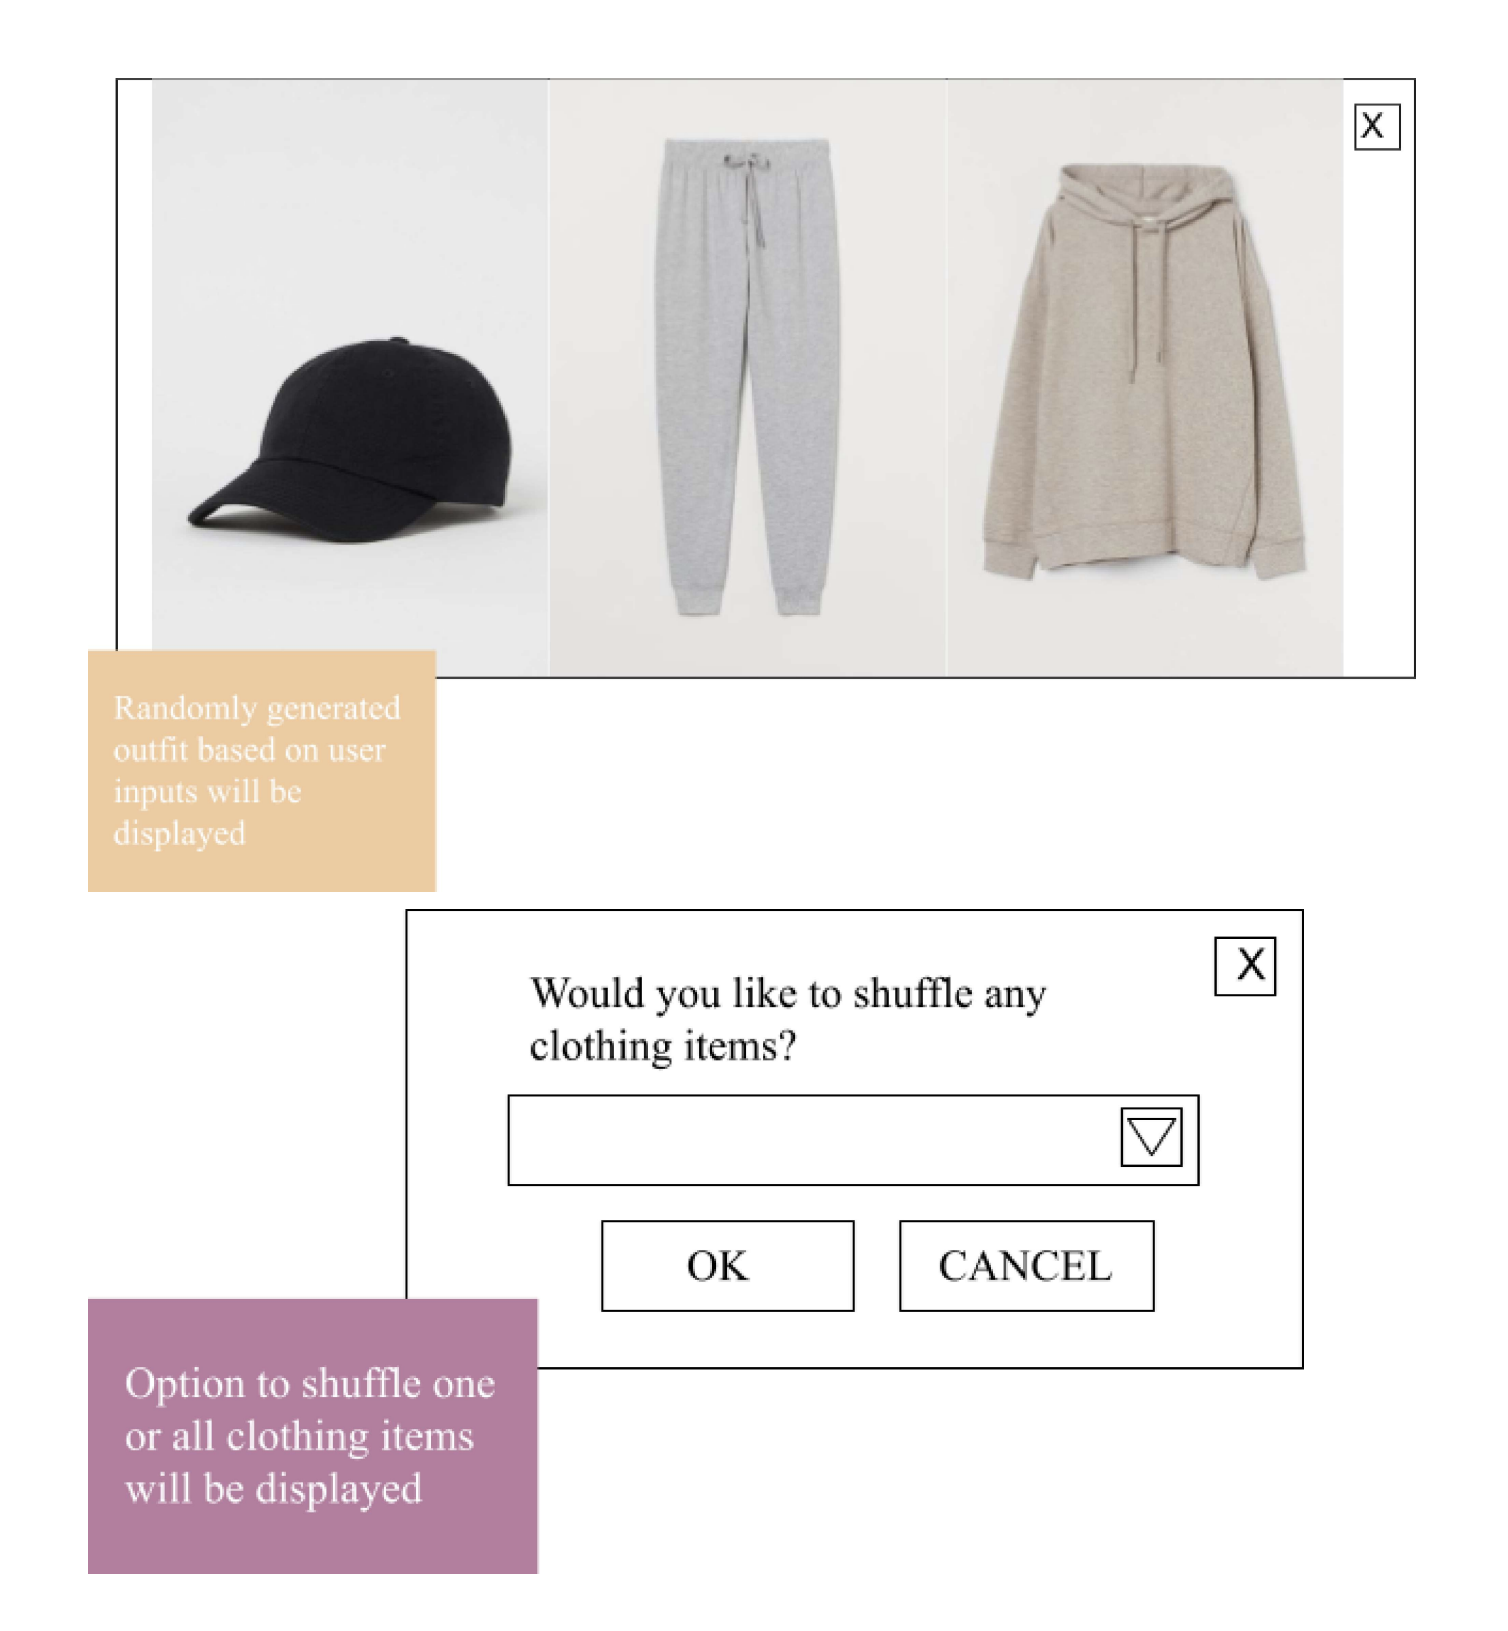 X
Randomly generated
outfit based on user
inputs will be
displayed
X
Would you like to shuffle any
clothing items?
OK
CANCEL
Option to shuffle one
or all clothing items
will be displayed